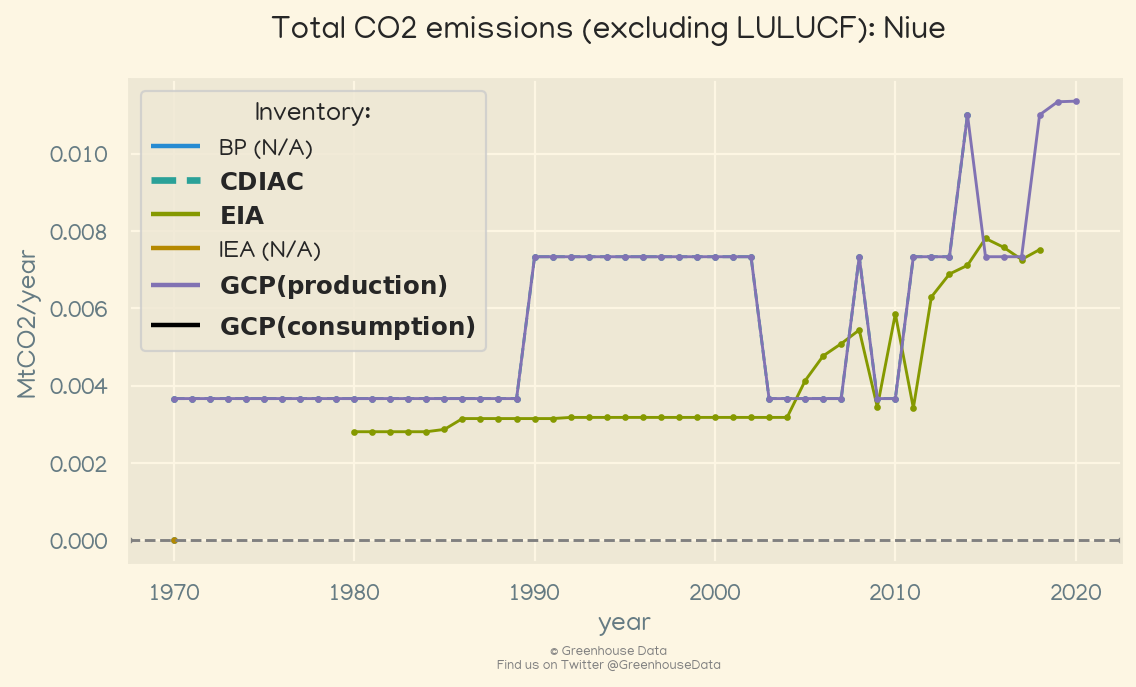 Total CO2 emissions (excluding LULUCF): Niue
Inventory:
BP (N/A)
CDIAC
EIA
IEA (N/A)
GCP(production)
GCP(consumption)
0.010
0.008
0.006
0.004
0.002
0.000
MtCO2/year
1970 1980 1990 2000 2010 2020
year
© Greenhouse Data
Find us on Twitter @GreenhouseData